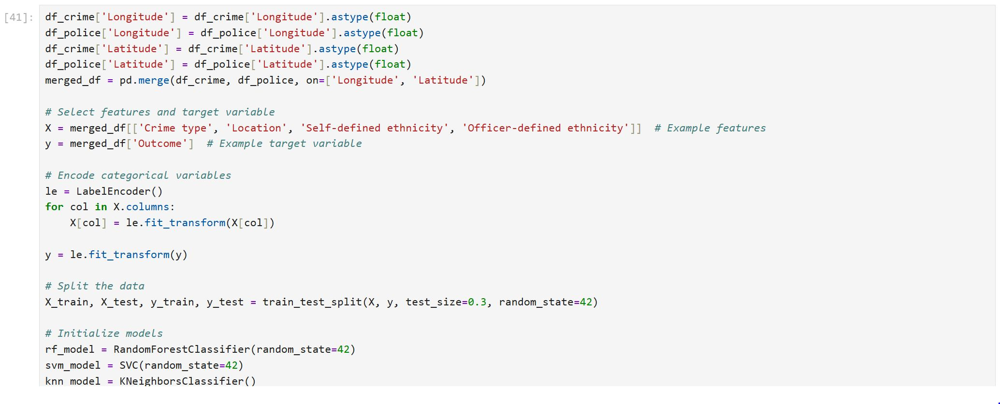 [41]:
df_crime['Longitude'] = df_crime['Longitude'].astype(float)
df_police['Longitude'] = df_police['Longitude'].astype(float)
df_crime['Latitude'] = df_crime['Latitude'].astype(float)
df_police['Latitude'] = df_police['Latitude'].astype(float)
merged_df = pd.merge(df_crime, df_police, on=['Longitude', 'Latitude'])
# Select features and target variable
X = merged_df[['Crime type', 'Location', 'Self-defined ethnicity', 'Officer-defined ethnicity']]  # Example features
y = merged_df['Outcome']  # Example target variable
# Encode categorical variables
le = LabelEncoder()
for col in X.columns:
    X[col] = le.fit_transform(X[col])
y = le.fit_transform(y)
# Split the data
X_train, X_test, y_train, y_test = train_test_split(X, y, test_size=0.3, random_state=42)
# Initialize models
rf_model = RandomForestClassifier(random_state=42)
svm_model = SVC(random_state=42)
knn_model = KNeighborsClassifier()